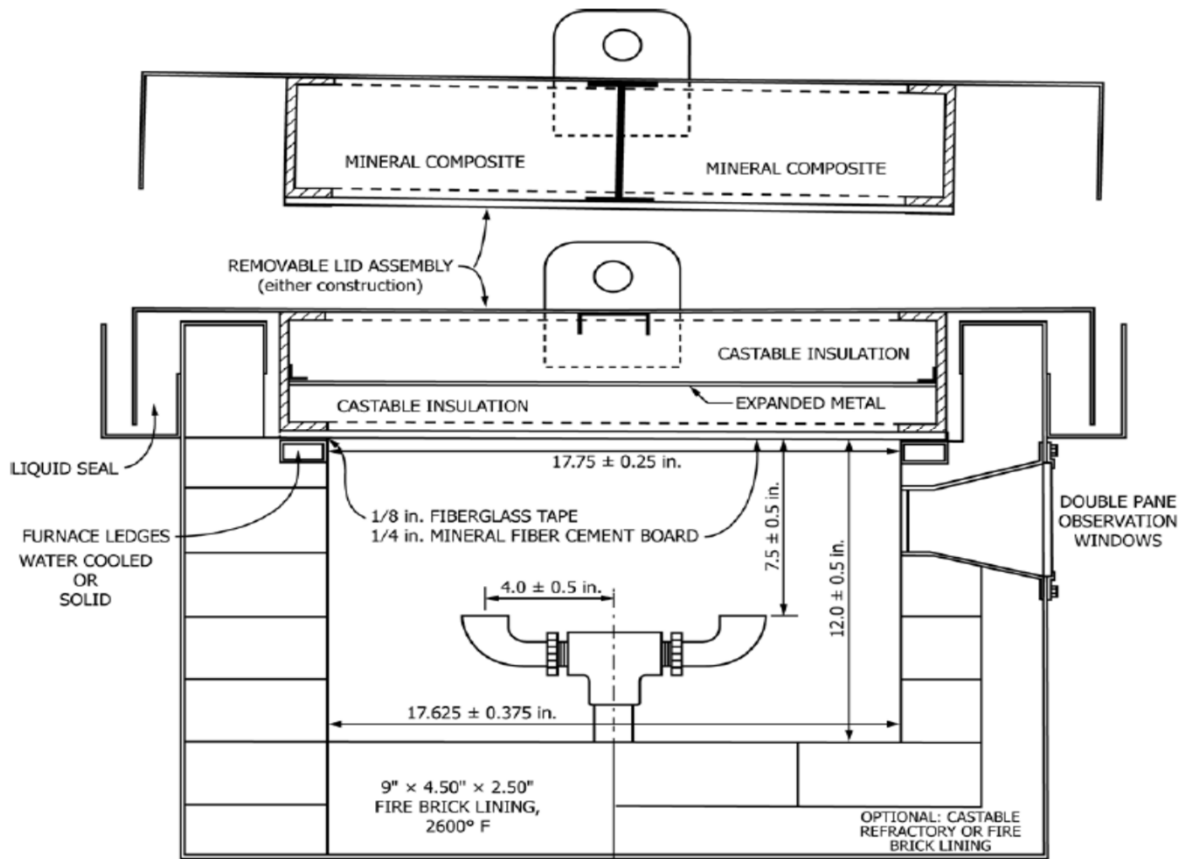 MINERAL COMPOSITE
MINERAL COMPOSITE
REMOVABLE LID ASSEMBLY
(either construction)
CASTABLE INSULATION
CASTABLE INSULATION
EXPANDED METAL
LIQUID SEAL
17.75 ± 0.25 in.
FURNACE LEDGES
WATER COOLED
OR
SOLID
1/8 in. FIBERGLASS TAPE
1/4 in. MINERAL FIBER CEMENT BOARD
7.5 ± 0.5 in.
12.0 ± 0.5 in.
DOUBLE PANE
OBSERVATION
WINDOWS
4.0 ± 0.5 in.
17.625 ± 0.375 in.
9" × 4.50" × 2.50"
FIRE BRICK LINING,
2600° F
OPTIONAL: CASTABLE
REFRACTORY OR FIRE
BRICK LINING